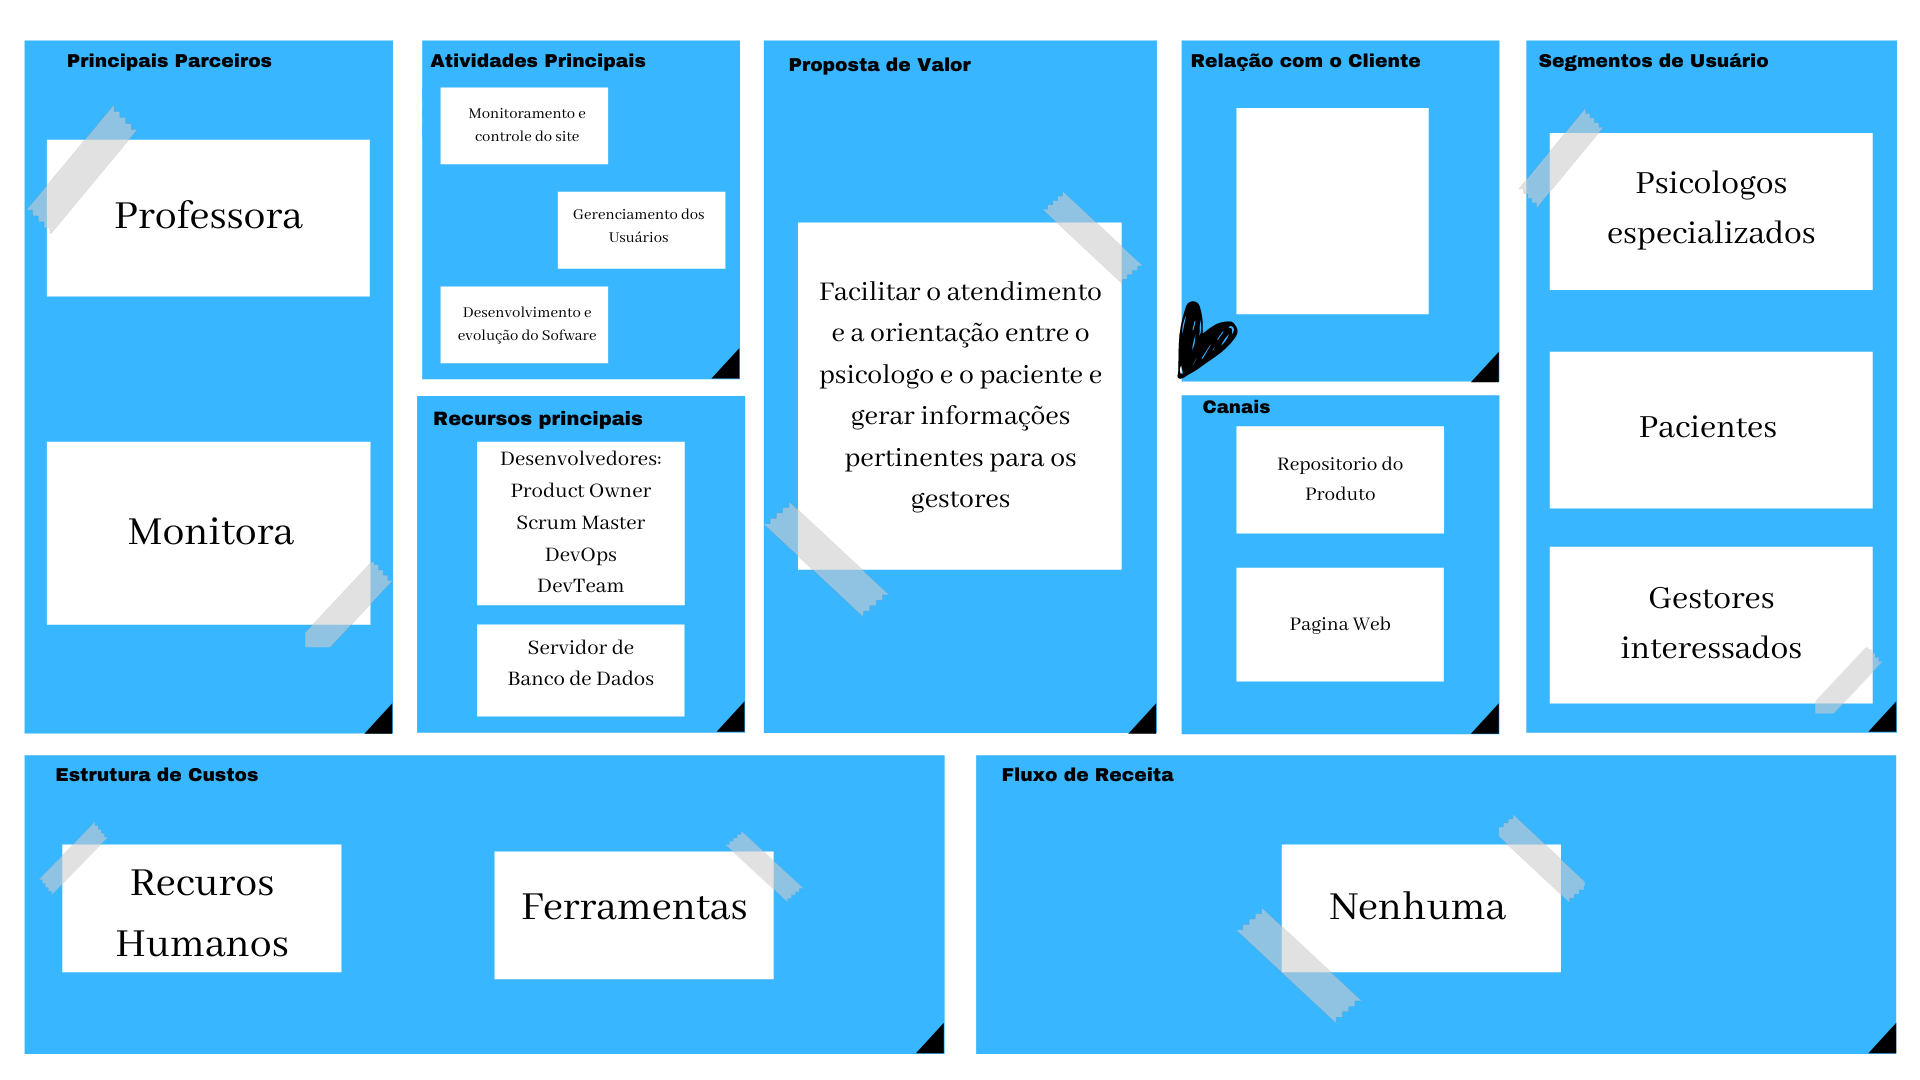 Principais Parceiros
Professora
Monitora
Atividades Principais
Monitoramento e
controle do site
Gerenciamento dos
Usuários
Desenvolvimento e
evolução do Sofware
Recursos principais
Desenvolvedores:
Product Owner
Scrum Master
DevOps
DevTeam
Servidor de
Banco de Dados
Proposta de Valor
Facilitar o atendimento
e a orientação entre o
psicologo e o paciente e
gerar informações
pertinentes para os
gestores
Relação com o Cliente
Canais
Repositorio do
Produto
Pagina Web
Segmentos de Usuário
Psicologos
especializados
Pacientes
Gestores
interessados
Estrutura de Custos
Recuros
Humanos
Ferramentas
Fluxo de Receita
Nenhuma